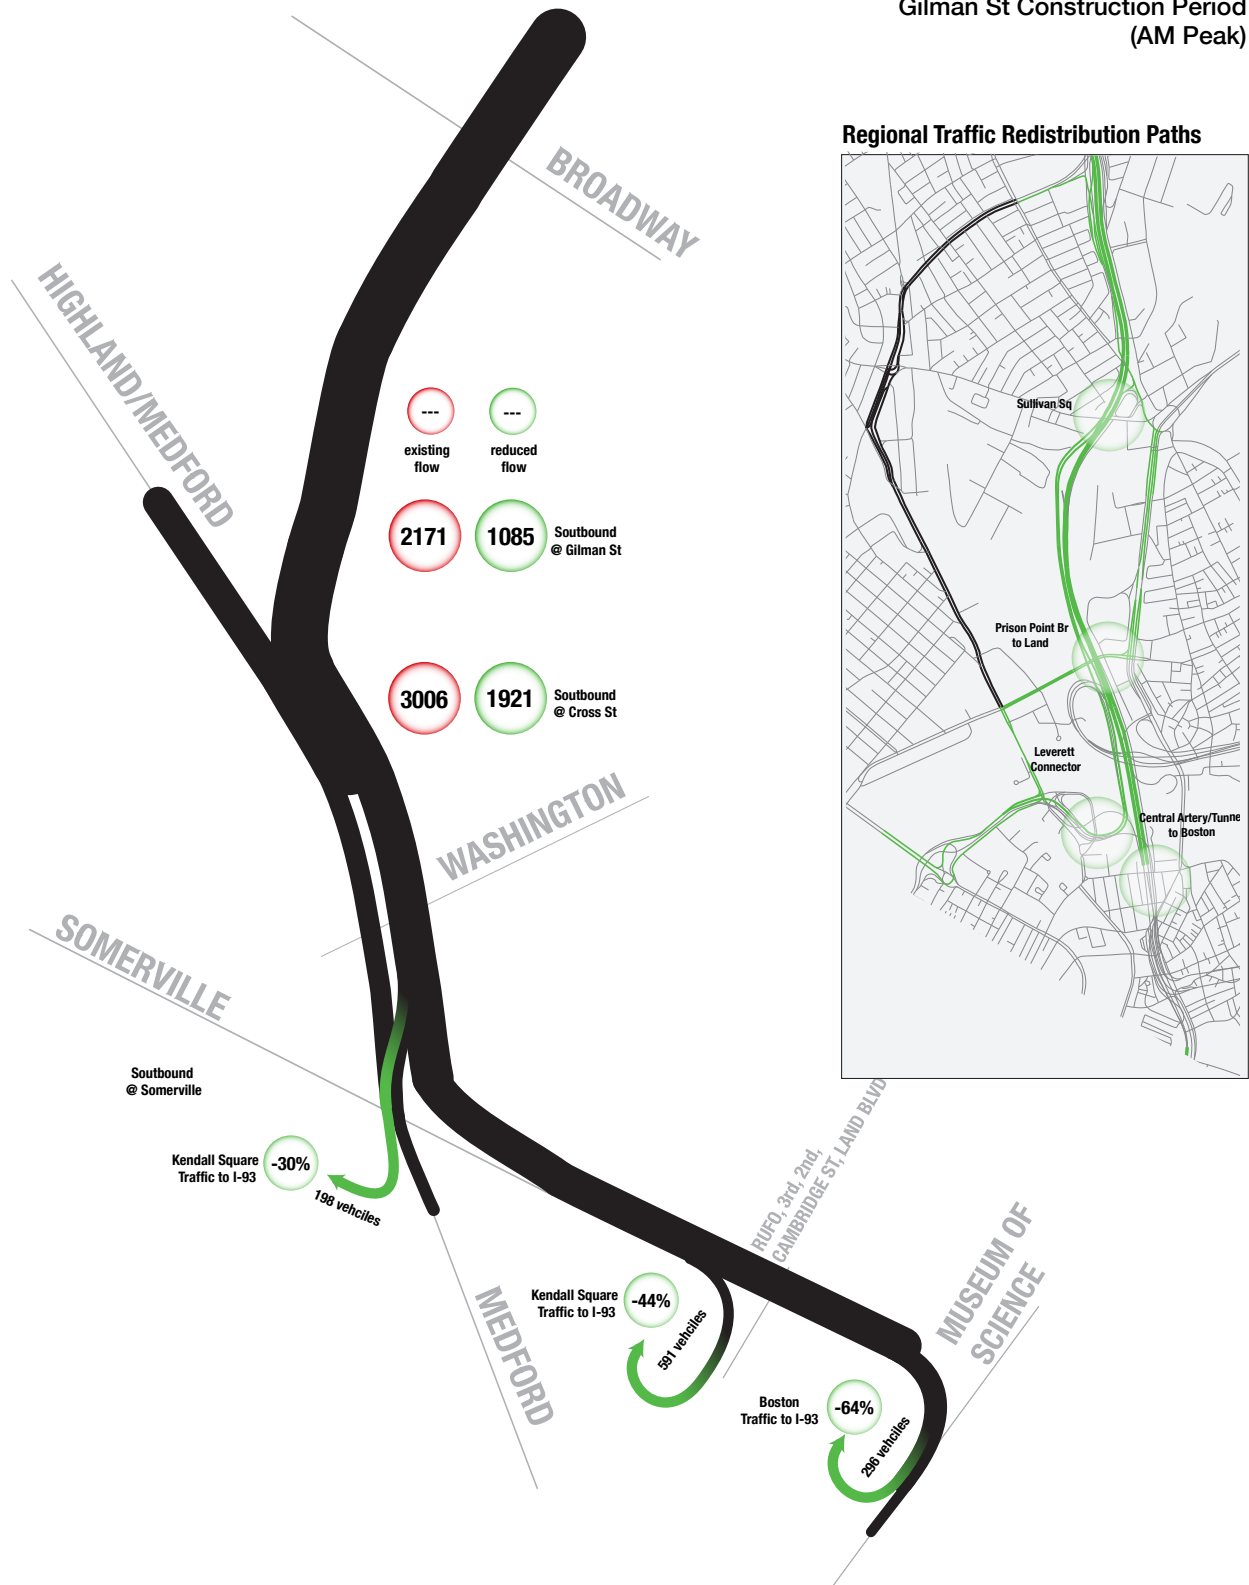 Gilman St Construction Period
(AM Peak)
Regional Traffic Redistribution Paths
BROADWAY
HIGHLAND/MEDFORD
---
---
existing
flow
reduced
flow
2171
1085
Soutbound
@ Gilman St
3006
1921
Soutbound
@ Cross St
WASHINGTON
SOMERVILLE
Soutbound
@ Somerville
Kendall Square
Traffic to I-93
-30%
198 vehciles
MEDFORD
Kendall Square
Traffic to I-93
-44%
591 vehciles
RUFO, 3rd, 2nd,
CAMBRIDGE ST, LAND BLVD
Boston
Traffic to I-93
-64%
296 vehciles
MUSEUM OF
SCIENCE
Sullivan Sq
Prison Point Br
to Land
Leverett
Connector
Central Artery/Tunne
to Boston